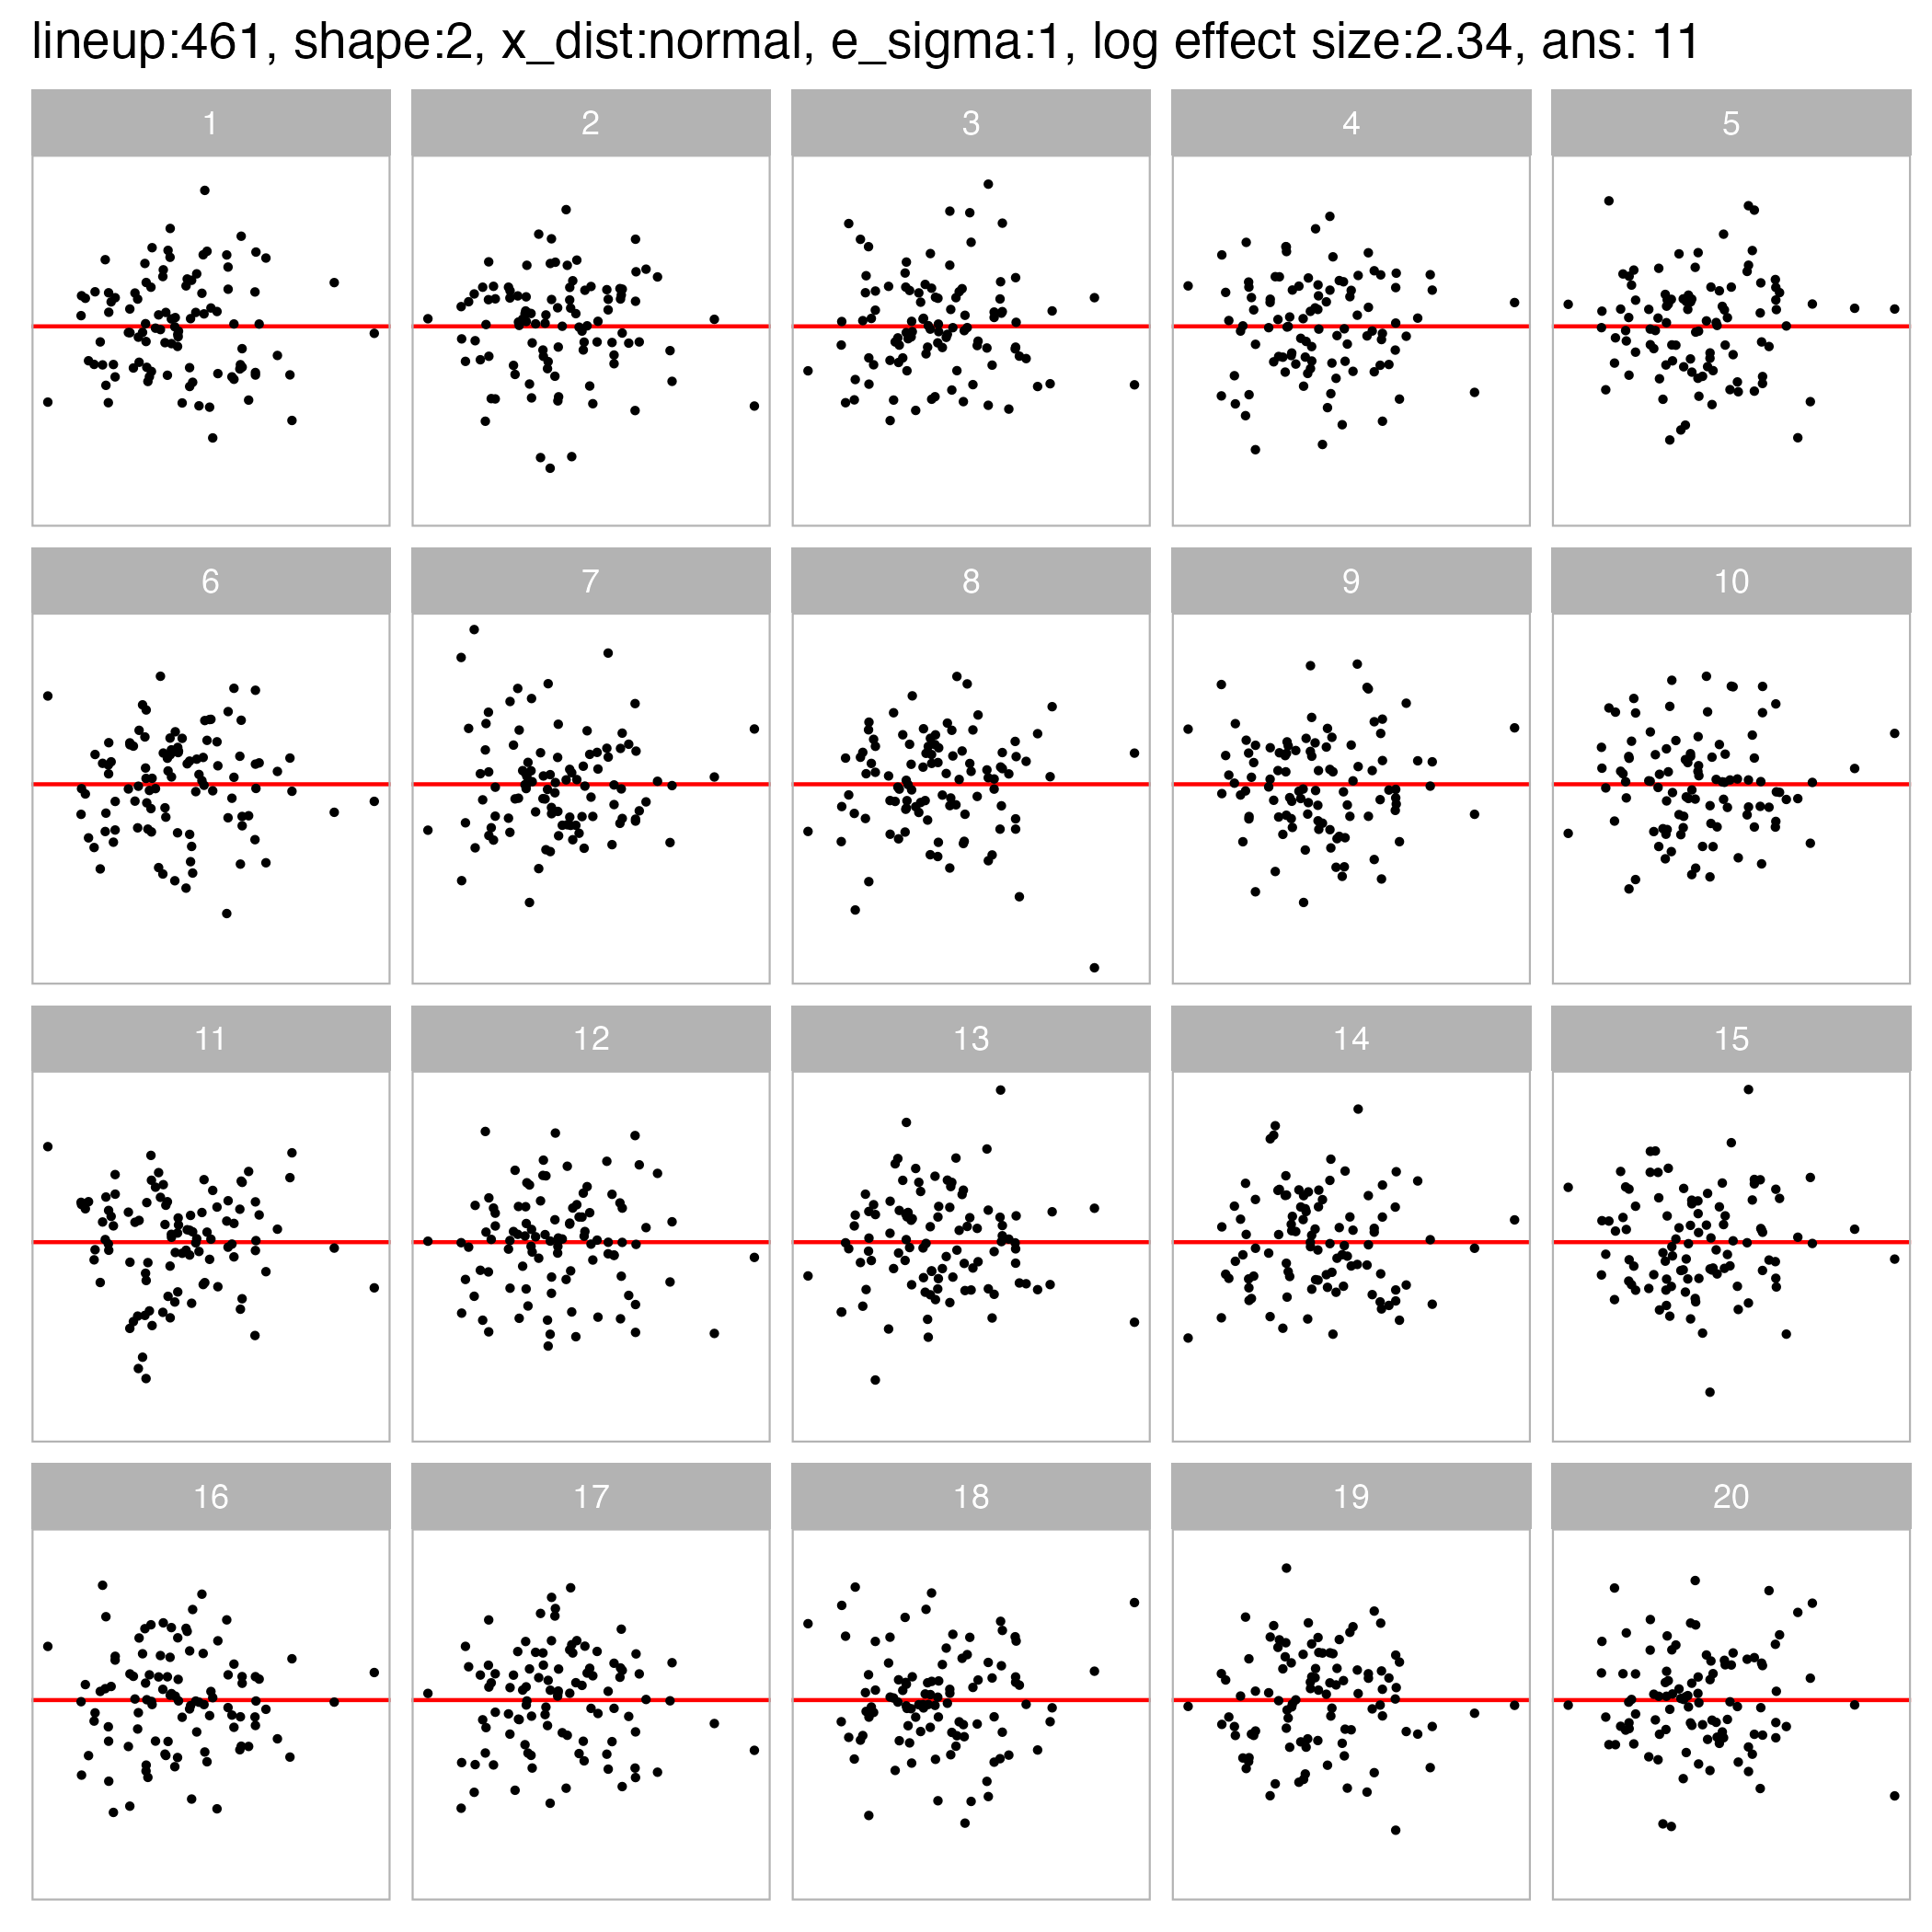 lineup:461, shape:2, x_dist:normal, e_sigma:1, log effect size:2.34, ans: 11
1 2 3 4 5
6 7 8 9 10
11 12 13 14 15
16 17 18 19 20